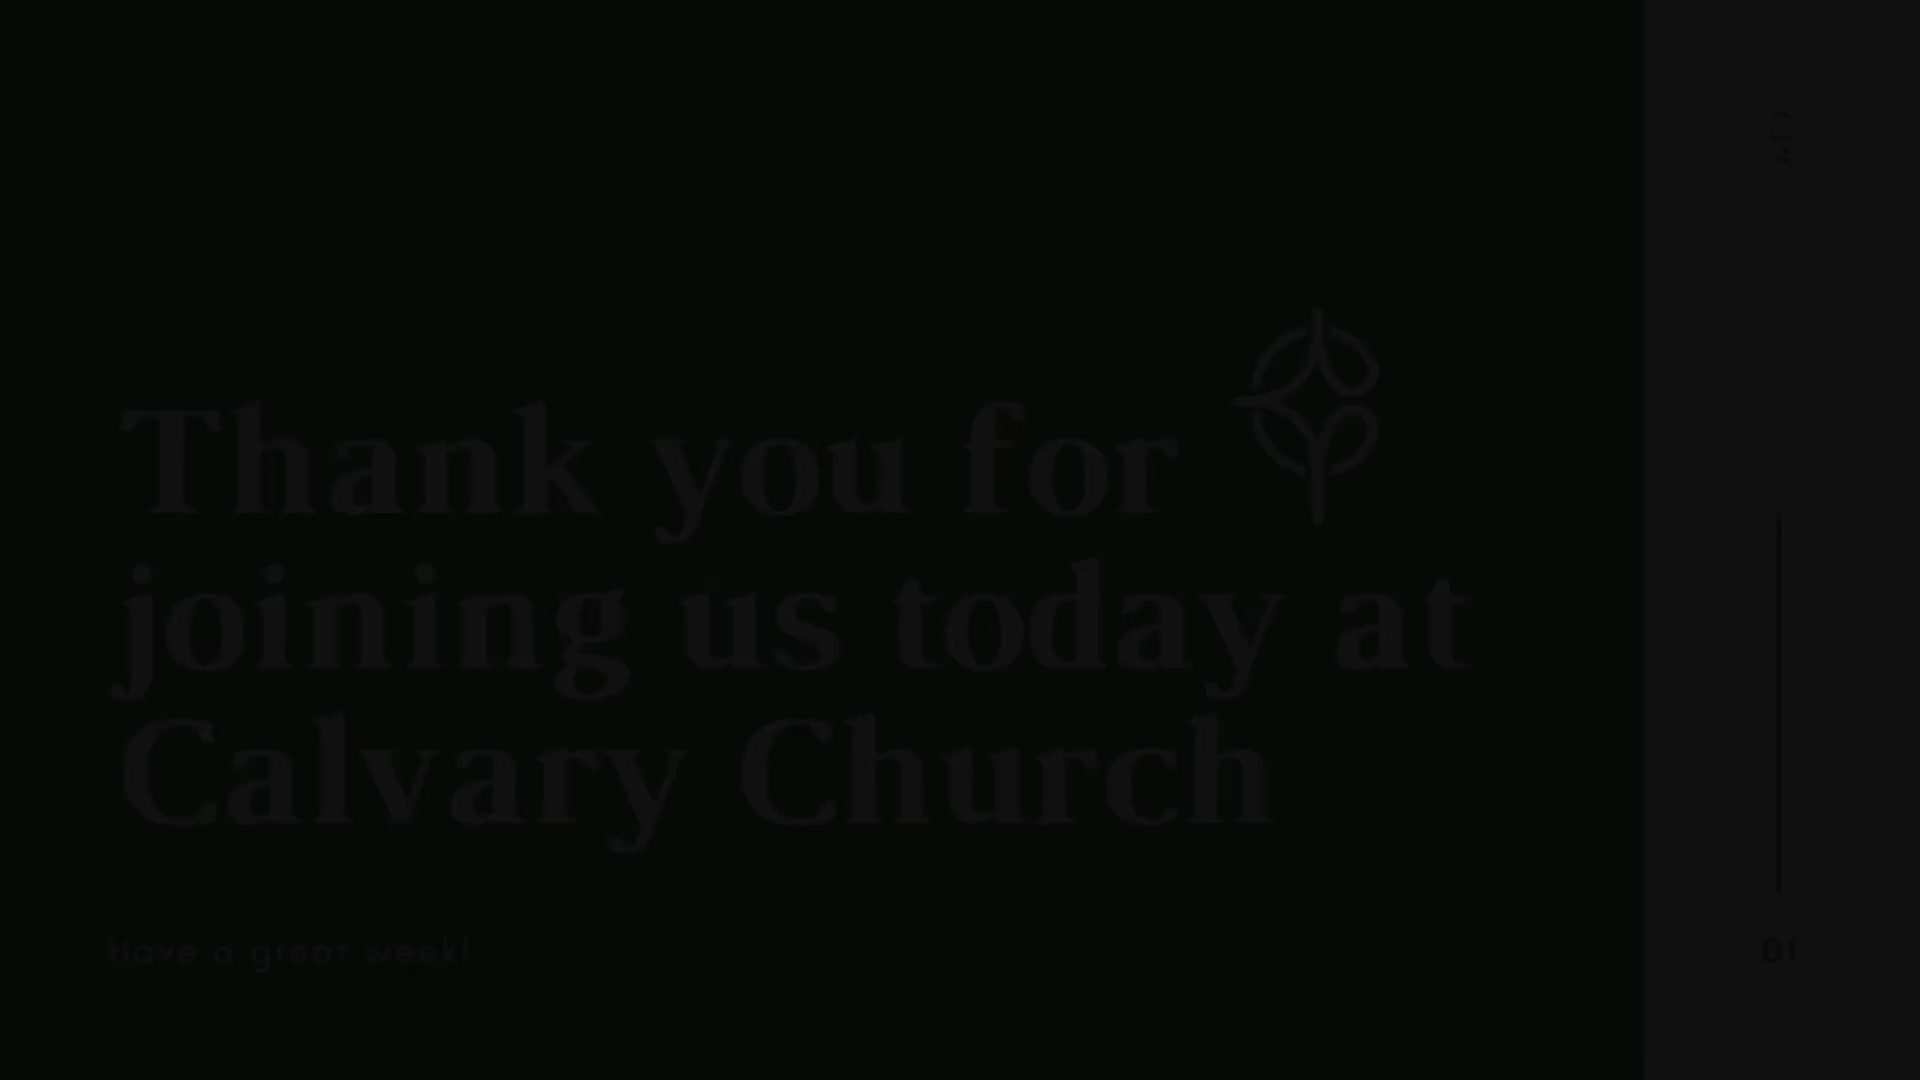 Thank you for
joining us today at
Calvary Church
Have a great week!
01